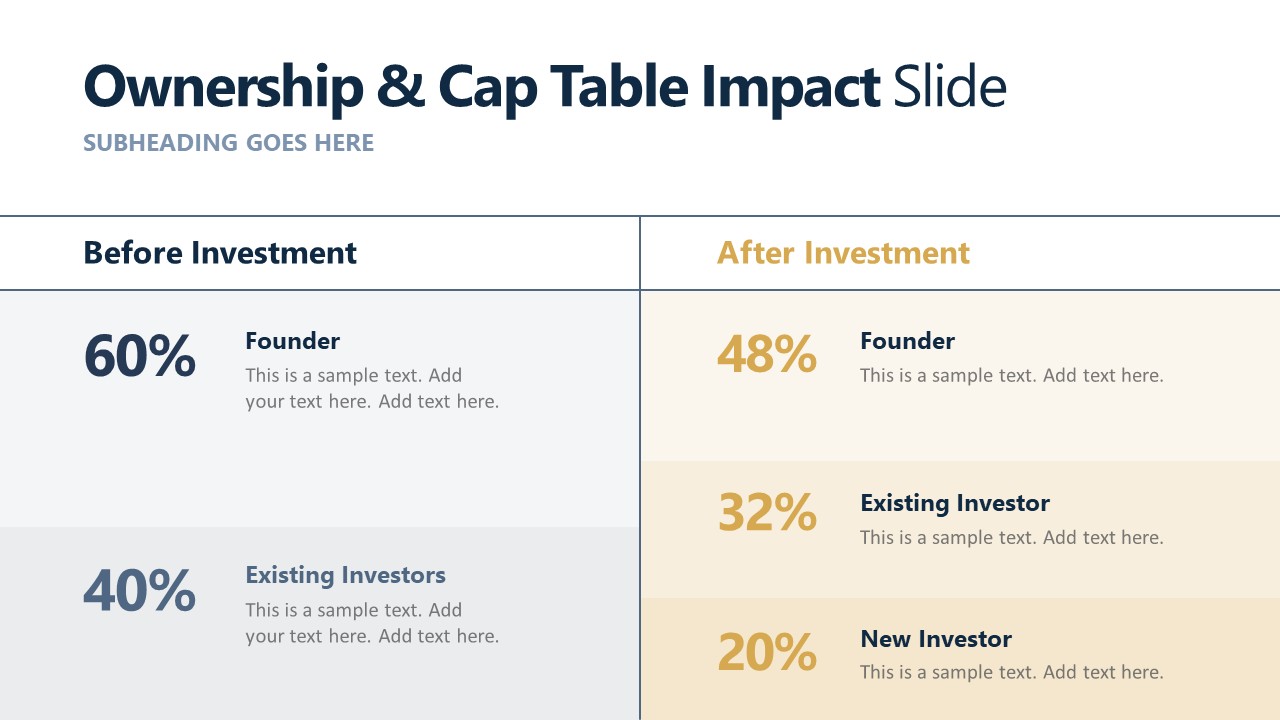 Ownership & Cap Table Impact Slide
SUBHEADING GOES HERE
Before Investment
60%
Founder
This is a sample text. Add
your text here. Add text here.
40%
Existing Investors
This is a sample text. Add
your text here. Add text here.
After Investment
48%
Founder
This is a sample text. Add text here.
32%
Existing Investor
This is a sample text. Add text here.
20%
New Investor
This is a sample text. Add text here.